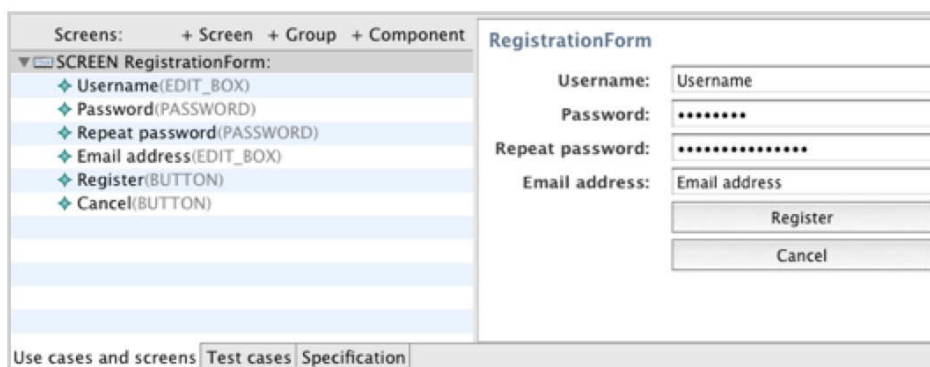 Screens: + Screen + Group + Component
SCREEN RegistrationForm:
Username(EDIT_BOX)
Password(PASSWORD)
Repeat password(PASSWORD)
Email address(EDIT_BOX)
Register(BUTTON)
Cancel(BUTTON)
RegistrationForm
Username: Username
Password: ••••••••
Repeat password: •••••••••••••••
Email address: Email address
Register
Cancel
Use cases and screens Test cases Specification